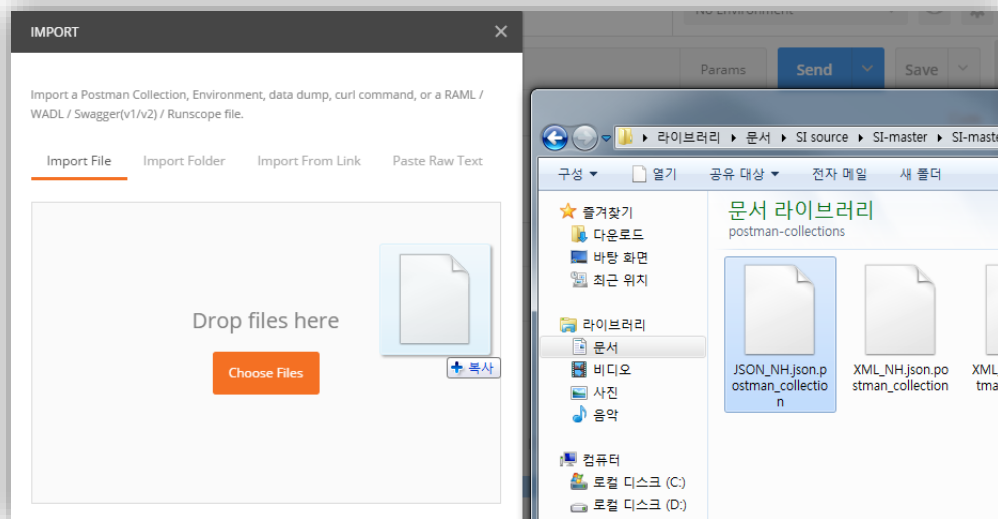 No Environment
IMPORT
Params
Send
Save
Import a Postman Collection, Environment, data dump, curl command, or a RAML /
WADL / Swagger(v1/v2) / Runscope file.
Import File
Import Folder
Import From Link
Paste Raw Text
Drop files here
Choose Files
복사
라이브러리 ▸ 문서 ▸ SI source ▸ SI-master ▸ SI-maste
구성
열기
공유 대상
전자 메일
새 폴더
즐겨찾기
다운로드
바탕 화면
최근 위치
라이브러리
문서
비디오
사진
음악
컴퓨터
로컬 디스크 (C:)
로컬 디스크 (D:)
문서 라이브러리
postman-collections
JSON_NH.json.p
ostman_collectio
n
XML_NH.json.po
stman_collection
XML_
tma